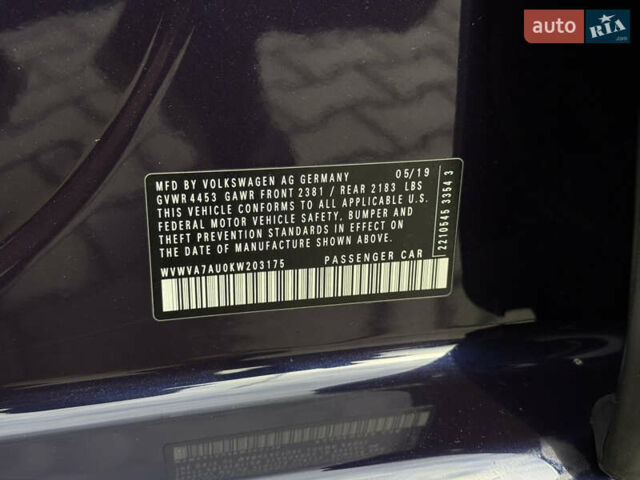 auto RIA.com
MFD BY VOLKSWAGEN AG GERMANY 05/19
GVWR 4453 GAWR FRONT 2381 / REAR 2183 LBS
THIS VEHICLE CONFORMS TO ALL APPLICABLE U.S.
FEDERAL MOTOR VEHICLE SAFETY, BUMPER AND
THEFT PREVENTION STANDARDS IN EFFECT ON
THE DATE OF MANUFACTURE SHOWN ABOVE
WVWVA7AU0KW203175 PASSENGER CAR
2210545 3354 3